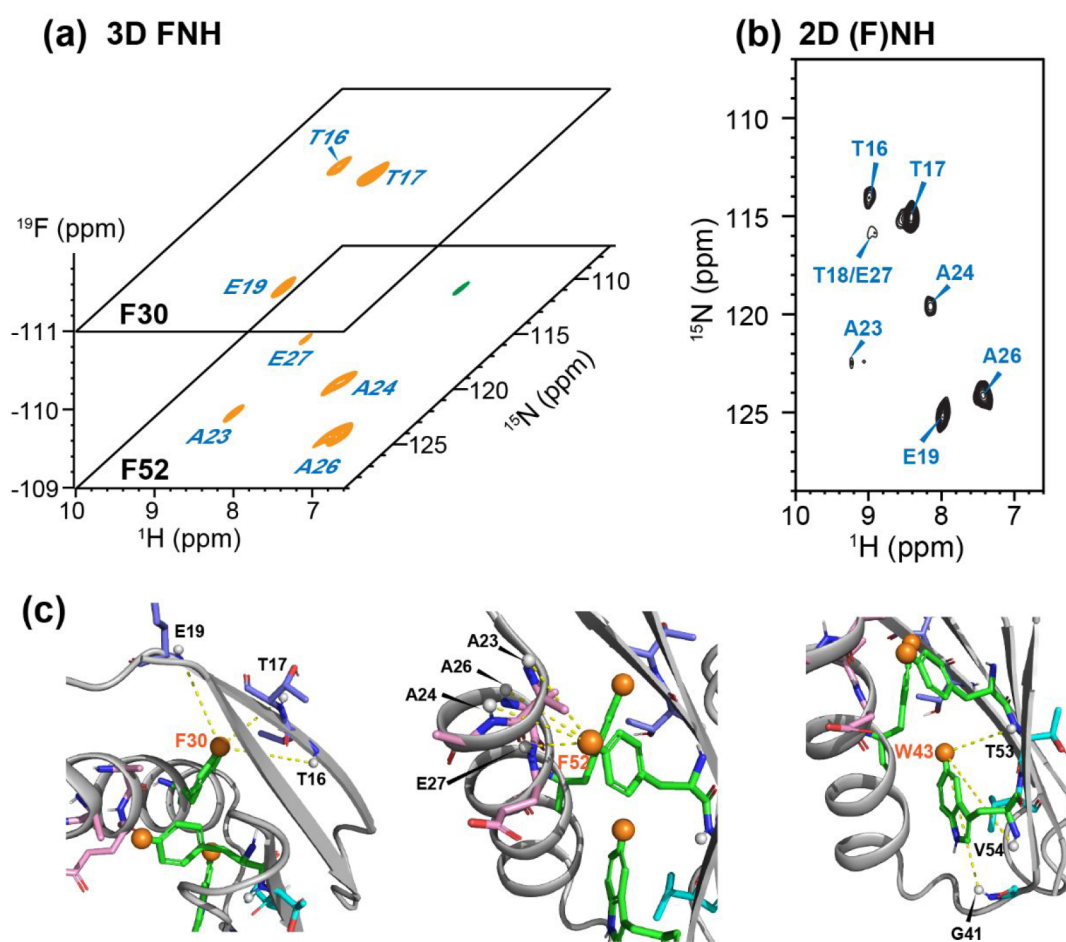 (a) 3D FNH
T16
T17
¹⁹F (ppm)
E19
F30
-111
-110
-109
E27
A24
A23
A26
F52
110
115
120
125
¹⁵N (ppm)
10 9 8 7
¹H (ppm)
(b) 2D (F)NH
110
115
120
125
¹⁵N (ppm)
T16
T17
T18/E27
A24
A23
A26
E19
10 9 8 7
¹H (ppm)
(c)
E19
T17
F30
T16
A23
A26
A24
F52
E27
W43
T53
V54
G41